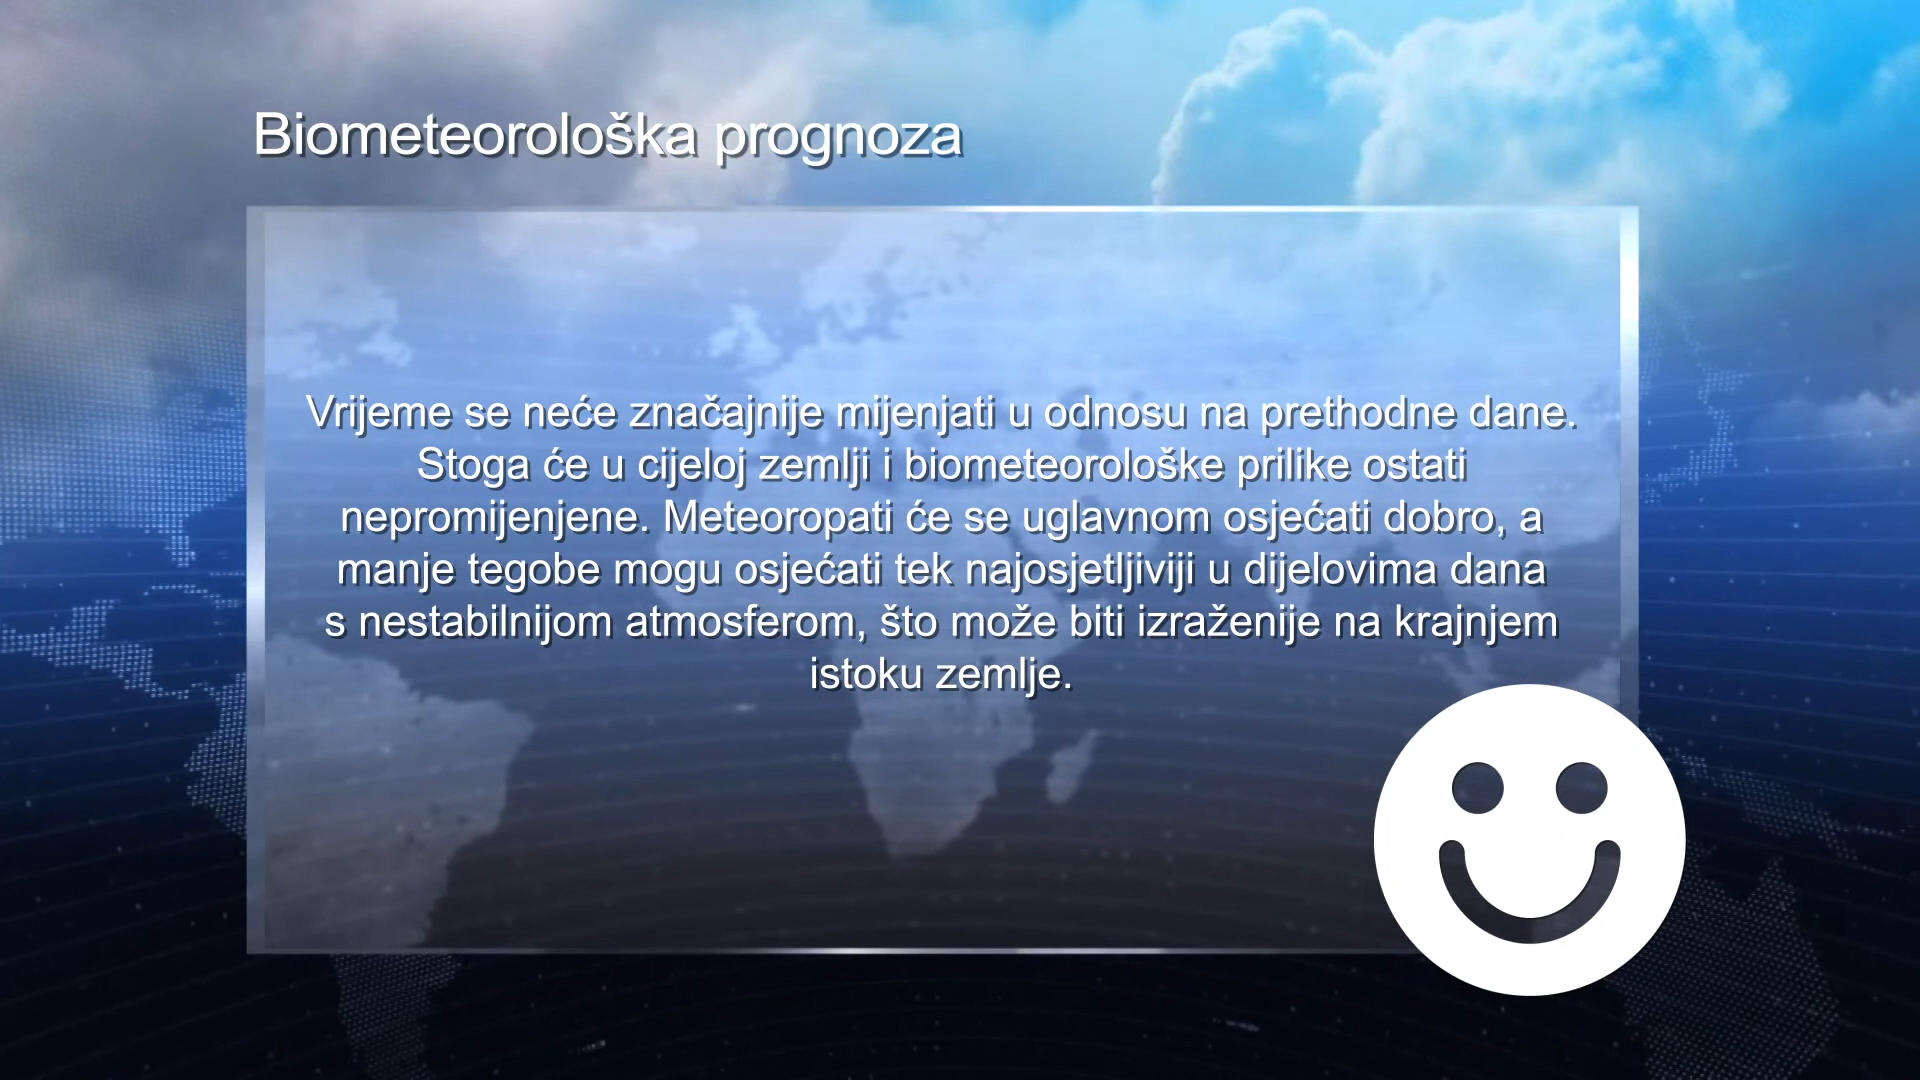 Biometeorološka prognoza
Vrijeme se neće značajnije mijenjati u odnosu na prethodne dane.
Stoga će u cijeloj zemlji i biometeorološke prilike ostati
nepromijenjene. Meteoropati će se uglavnom osjećati dobro, a
manje tegobe mogu osjećati tek najosjetljiviji u dijelovima dana
s nestabilnijom atmosferom, što može biti izraženije na krajnjem
istoku zemlje.